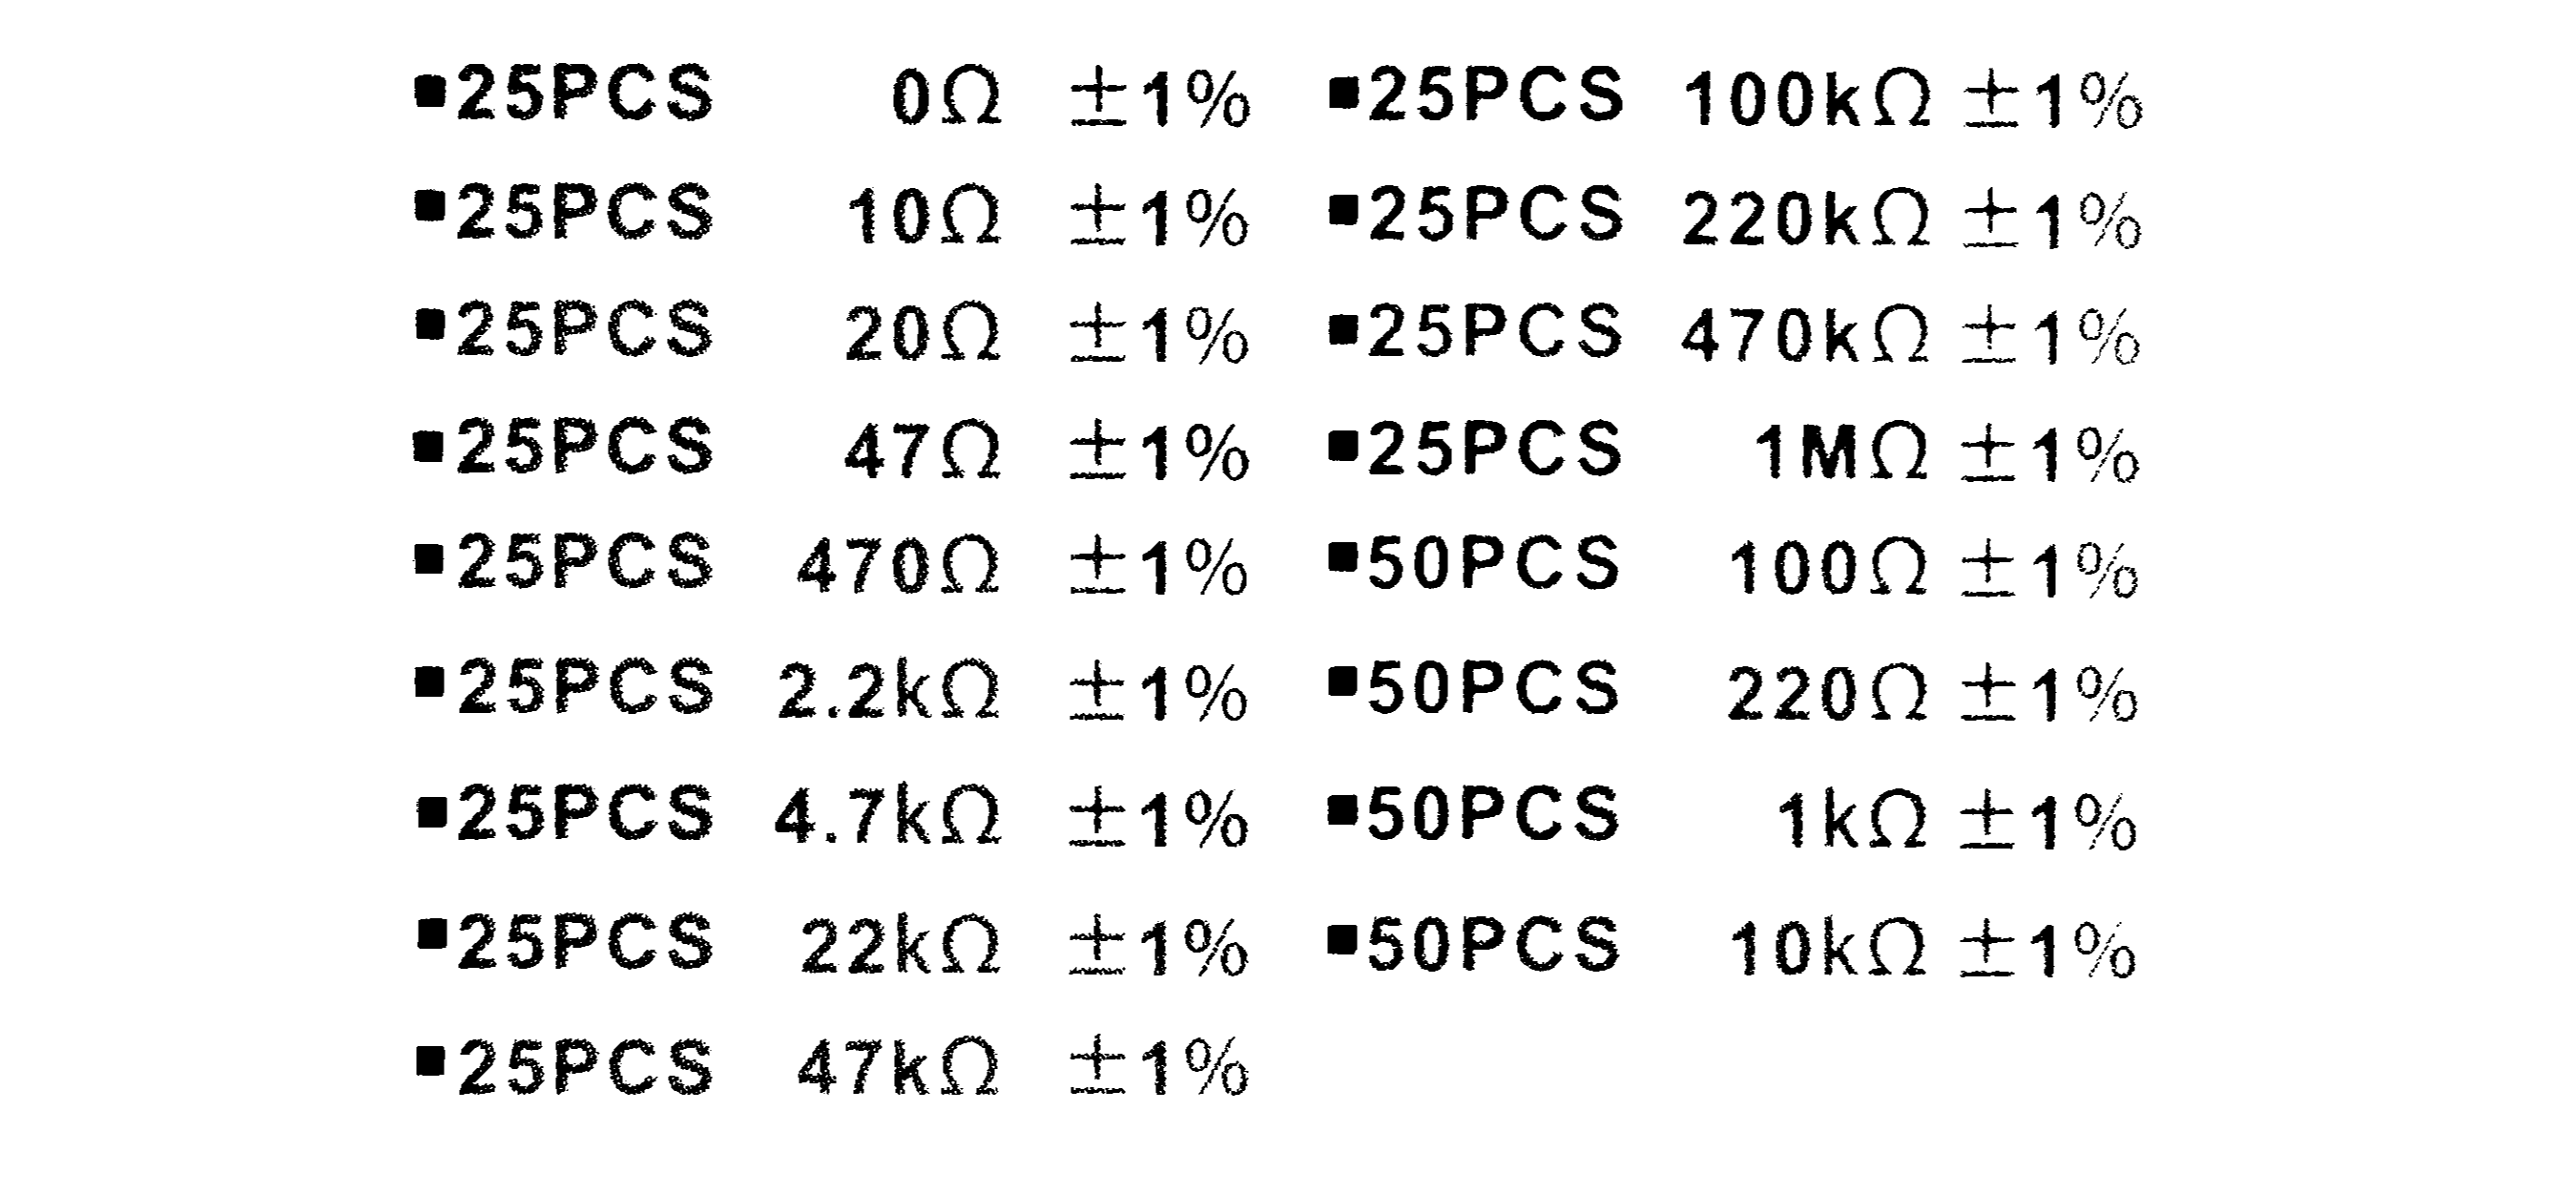 ▪25PCS 0Ω ±1% ▪25PCS 100kΩ ±1%
▪25PCS 10Ω ±1% ▪25PCS 220kΩ ±1%
▪25PCS 20Ω ±1% ▪25PCS 470kΩ ±1%
▪25PCS 47Ω ±1% ▪25PCS 1MΩ ±1%
▪25PCS 470Ω ±1% ▪50PCS 100Ω ±1%
▪25PCS 2.2kΩ ±1% ▪50PCS 220Ω ±1%
▪25PCS 4.7kΩ ±1% ▪50PCS 1kΩ ±1%
▪25PCS 22kΩ ±1% ▪50PCS 10kΩ ±1%
▪25PCS 47kΩ ±1%